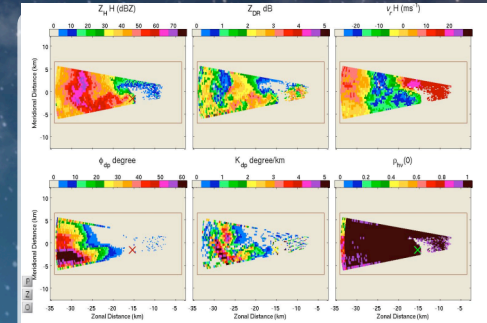 Z_H H (dBZ) Z_DR dB v_r H (ms⁻¹)
0 10 20 30 40 50 60 70 0 1 2 3 4 5 -20 -10 0 10 20
Meridional Distance (km)
10
5
0
-5
-10
ϕ_dp degree K_dp degree/km ρ_hv(0)
0 10 20 30 40 50 60 0 1 2 3 4 5 0 0.2 0.4 0.6 0.8 1
Meridional Distance (km)
10
5
0
-5
-10
-35 -30 -25 -20 -15 -10 -5 -35 -30 -25 -20 -15 -10 -5 -35 -30 -25 -20 -15 -10 -5
Zonal Distance (km) Zonal Distance (km) Zonal Distance (km)